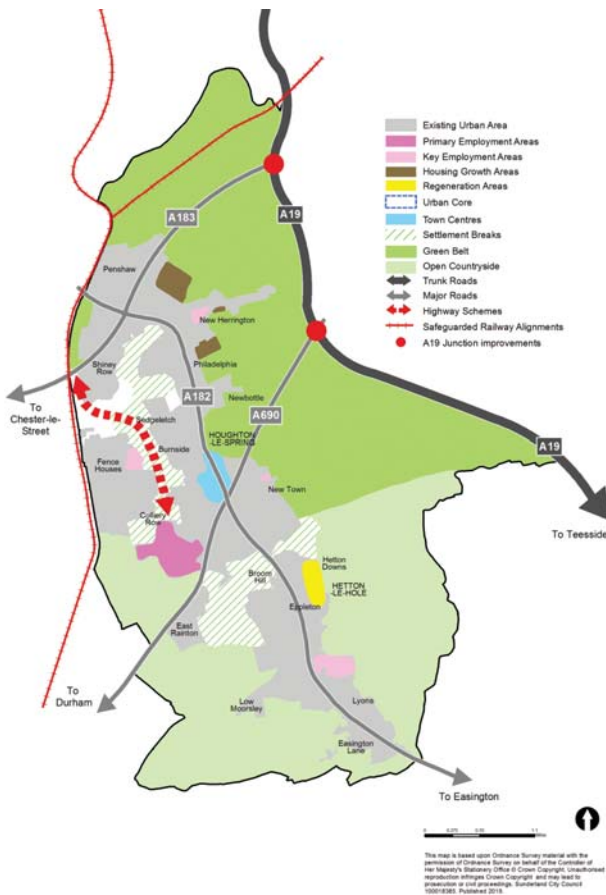 Existing Urban Area
Primary Employment Areas
Key Employment Areas
Housing Growth Areas
Regeneration Areas
Urban Core
Town Centres
Settlement Breaks
Green Belt
Open Countryside
Trunk Roads
Major Roads
Highway Schemes
Safeguarded Railway Alignments
A19 Junction improvements
A183
A19
Penshaw
New Herrington
Philadelphia
Shiney
Row
Newbottle
A182
A690
To
Chester-le-
Street
Sedgeletch
Burnside
HOUGHTON
-LE-SPRING
A19
Fence
Houses
New Town
Colliery
Row
To Teesside
Hetton
Downs
Broom
Hill
HETTON
-LE-HOLE
Eppleton
East
Rainton
To
Durham
Low
Moorsley
Lyons
Easington
Lane
To Easington
This map is based upon Ordnance Survey material with the
permission of Ordnance Survey on behalf of the Controller of
Her Majesty's Stationery Office © Crown Copyright. Unauthorised
reproduction infringes Crown Copyright and may lead to
prosecution or civil proceedings. Sunderland City Council